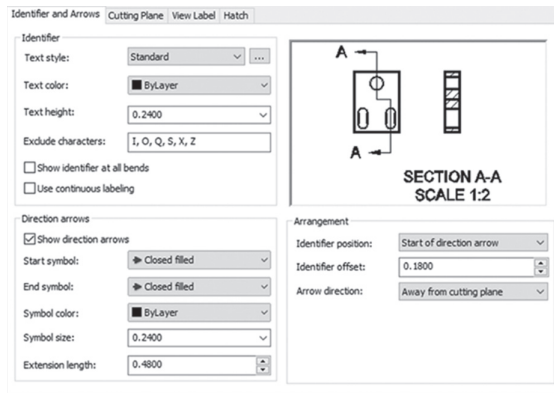 Identifier and Arrows Cutting Plane View Label Hatch
Identifier
Text style: Standard ...
Text color: ByLayer
Text height: 0.2400
Exclude characters: I, O, Q, S, X, Z
Show identifier at all bends
Use continuous labeling
Direction arrows
Show direction arrows
Start symbol: Closed filled
End symbol: Closed filled
Symbol color: ByLayer
Symbol size: 0.2400
Extension length: 0.4800
A
A
SECTION A-A
SCALE 1:2
Arrangement
Identifier position: Start of direction arrow
Identifier offset: 0.1800
Arrow direction: Away from cutting plane